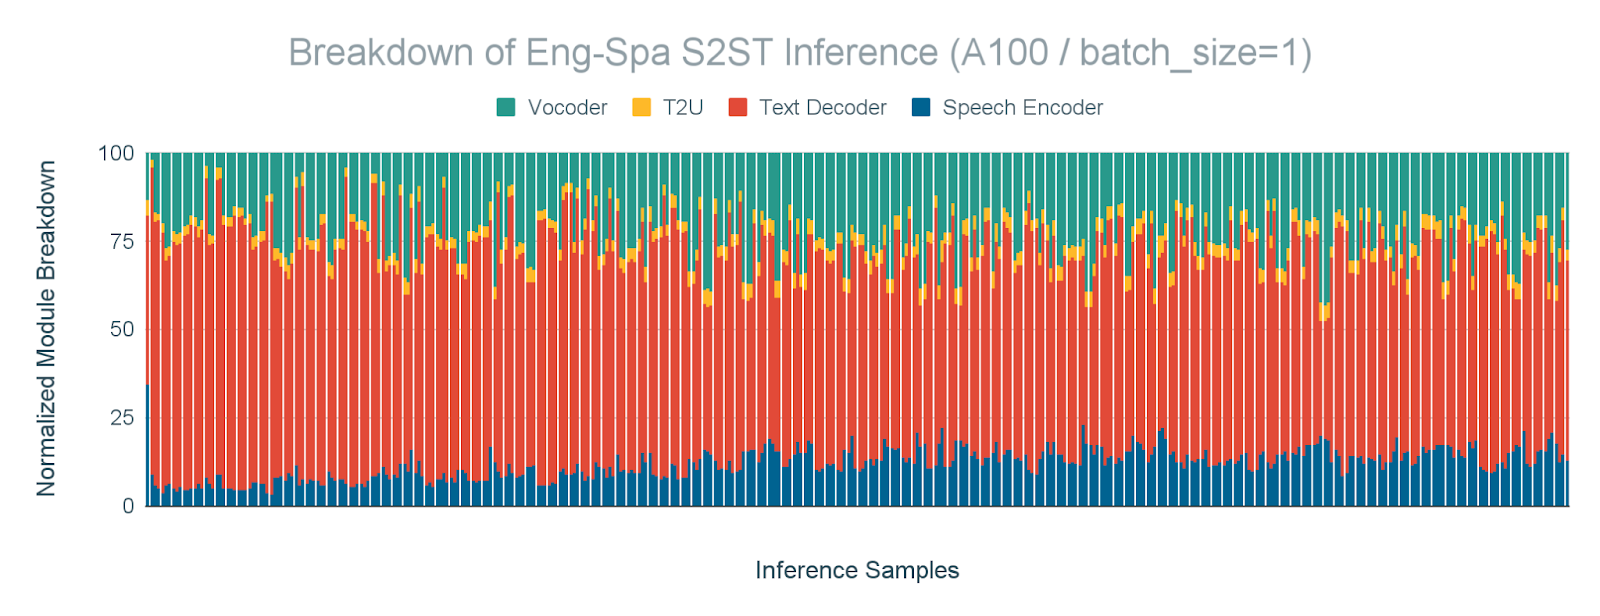 Breakdown of Eng-Spa S2ST Inference (A100 / batch_size=1)
Vocoder T2U Text Decoder Speech Encoder
Normalized Module Breakdown
100
75
50
25
0
Inference Samples